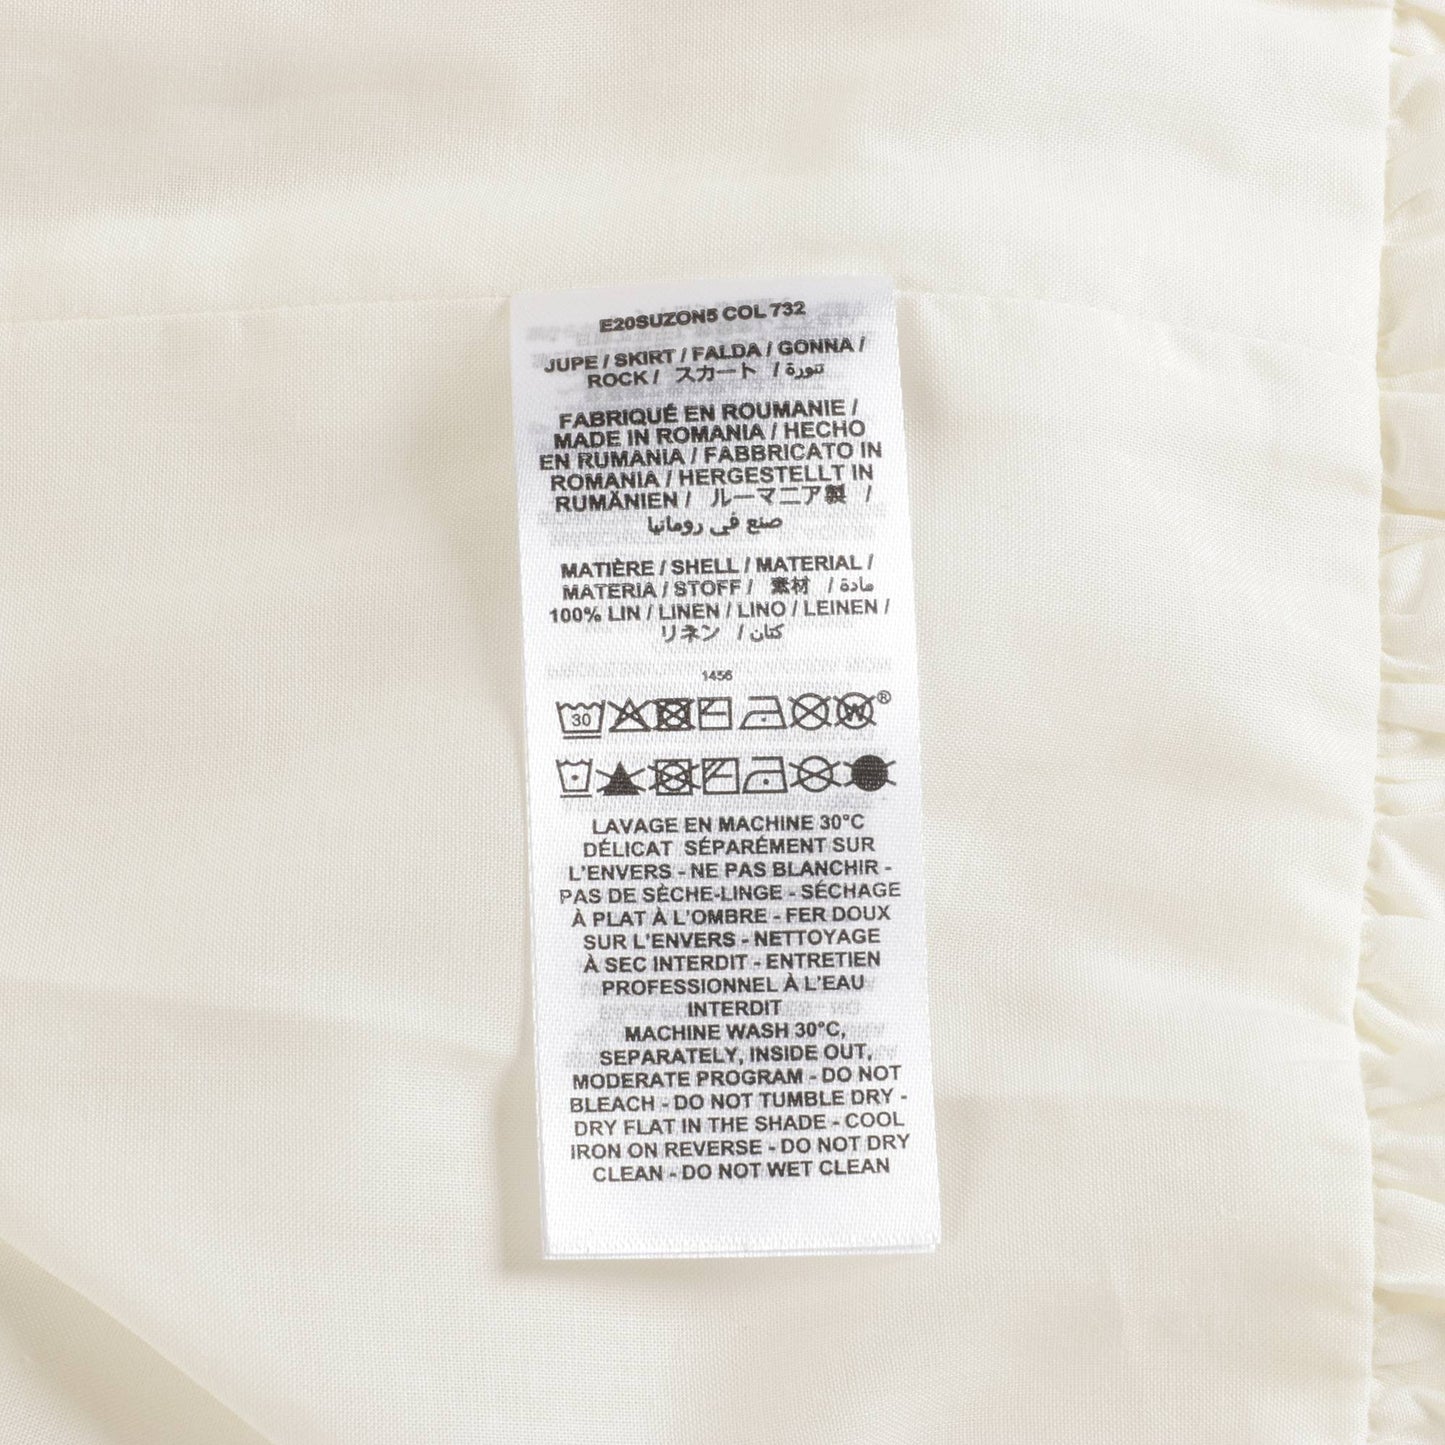 E20SUZON5 COL 732
JUPE / SKIRT / FALDA / GONNA /
ROCK / スカート / تنورة
FABRIQUÉ EN ROUMANIE /
MADE IN ROMANIA / HECHO
EN RUMANIA / FABBRICATO IN
ROMANIA / HERGESTELLT IN
RUMÄNIEN / ルーマニア製 /
صنع في رومانيا
MATIÈRE / SHELL / MATERIAL /
MATERIA / STOFF / 素材 / مادة
100% LIN / LINEN / LINO / LEINEN /
リネン / كتان
1456
30 W ®
LAVAGE EN MACHINE 30°C
DÉLICAT SÉPARÉMENT SUR
L'ENVERS - NE PAS BLANCHIR -
PAS DE SÈCHE-LINGE - SÉCHAGE
À PLAT À L'OMBRE - FER DOUX
SUR L'ENVERS - NETTOYAGE
À SEC INTERDIT - ENTRETIEN
PROFESSIONNEL À L'EAU
INTERDIT
MACHINE WASH 30°C,
SEPARATELY, INSIDE OUT,
MODERATE PROGRAM - DO NOT
BLEACH - DO NOT TUMBLE DRY -
DRY FLAT IN THE SHADE - COOL
IRON ON REVERSE - DO NOT DRY
CLEAN - DO NOT WET CLEAN